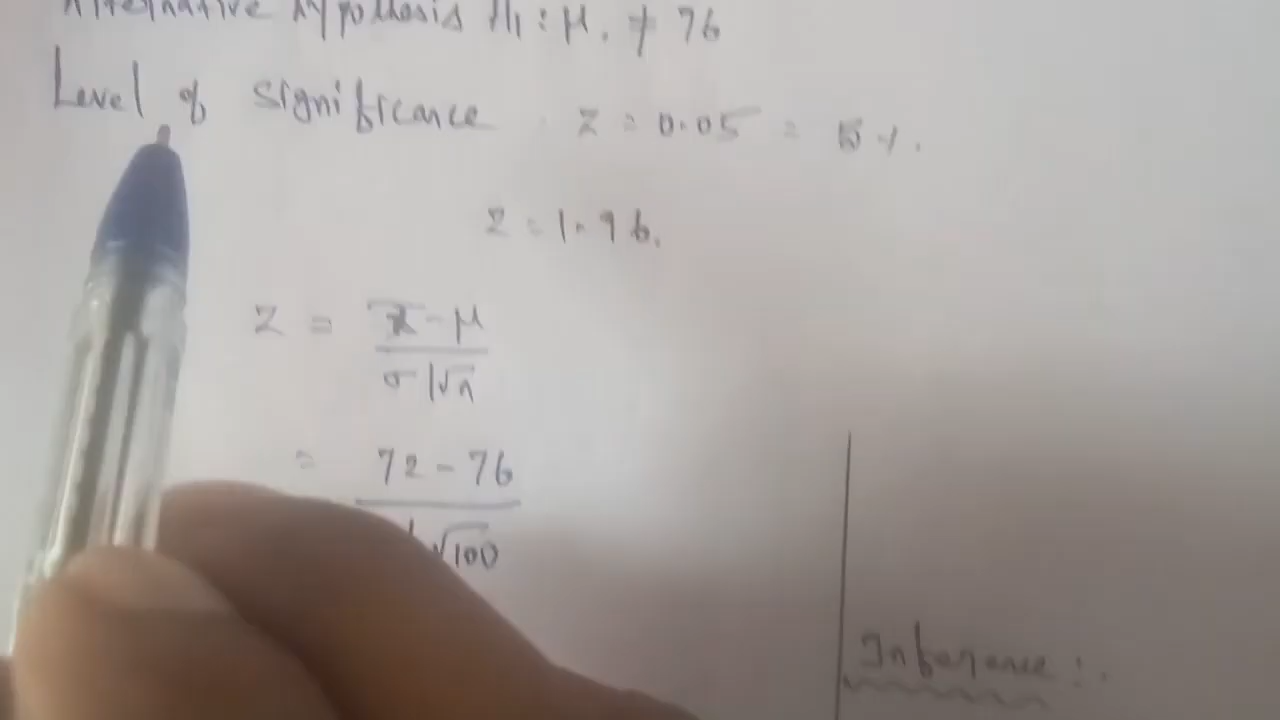 Alternative Hypothesis H1 : μ. ≠ 76
Level of significance z = 0.05 = 5 %.
z = 1.96.
z = x̄ - μ
σ/√n
= 72 - 76
√100
Inference :.